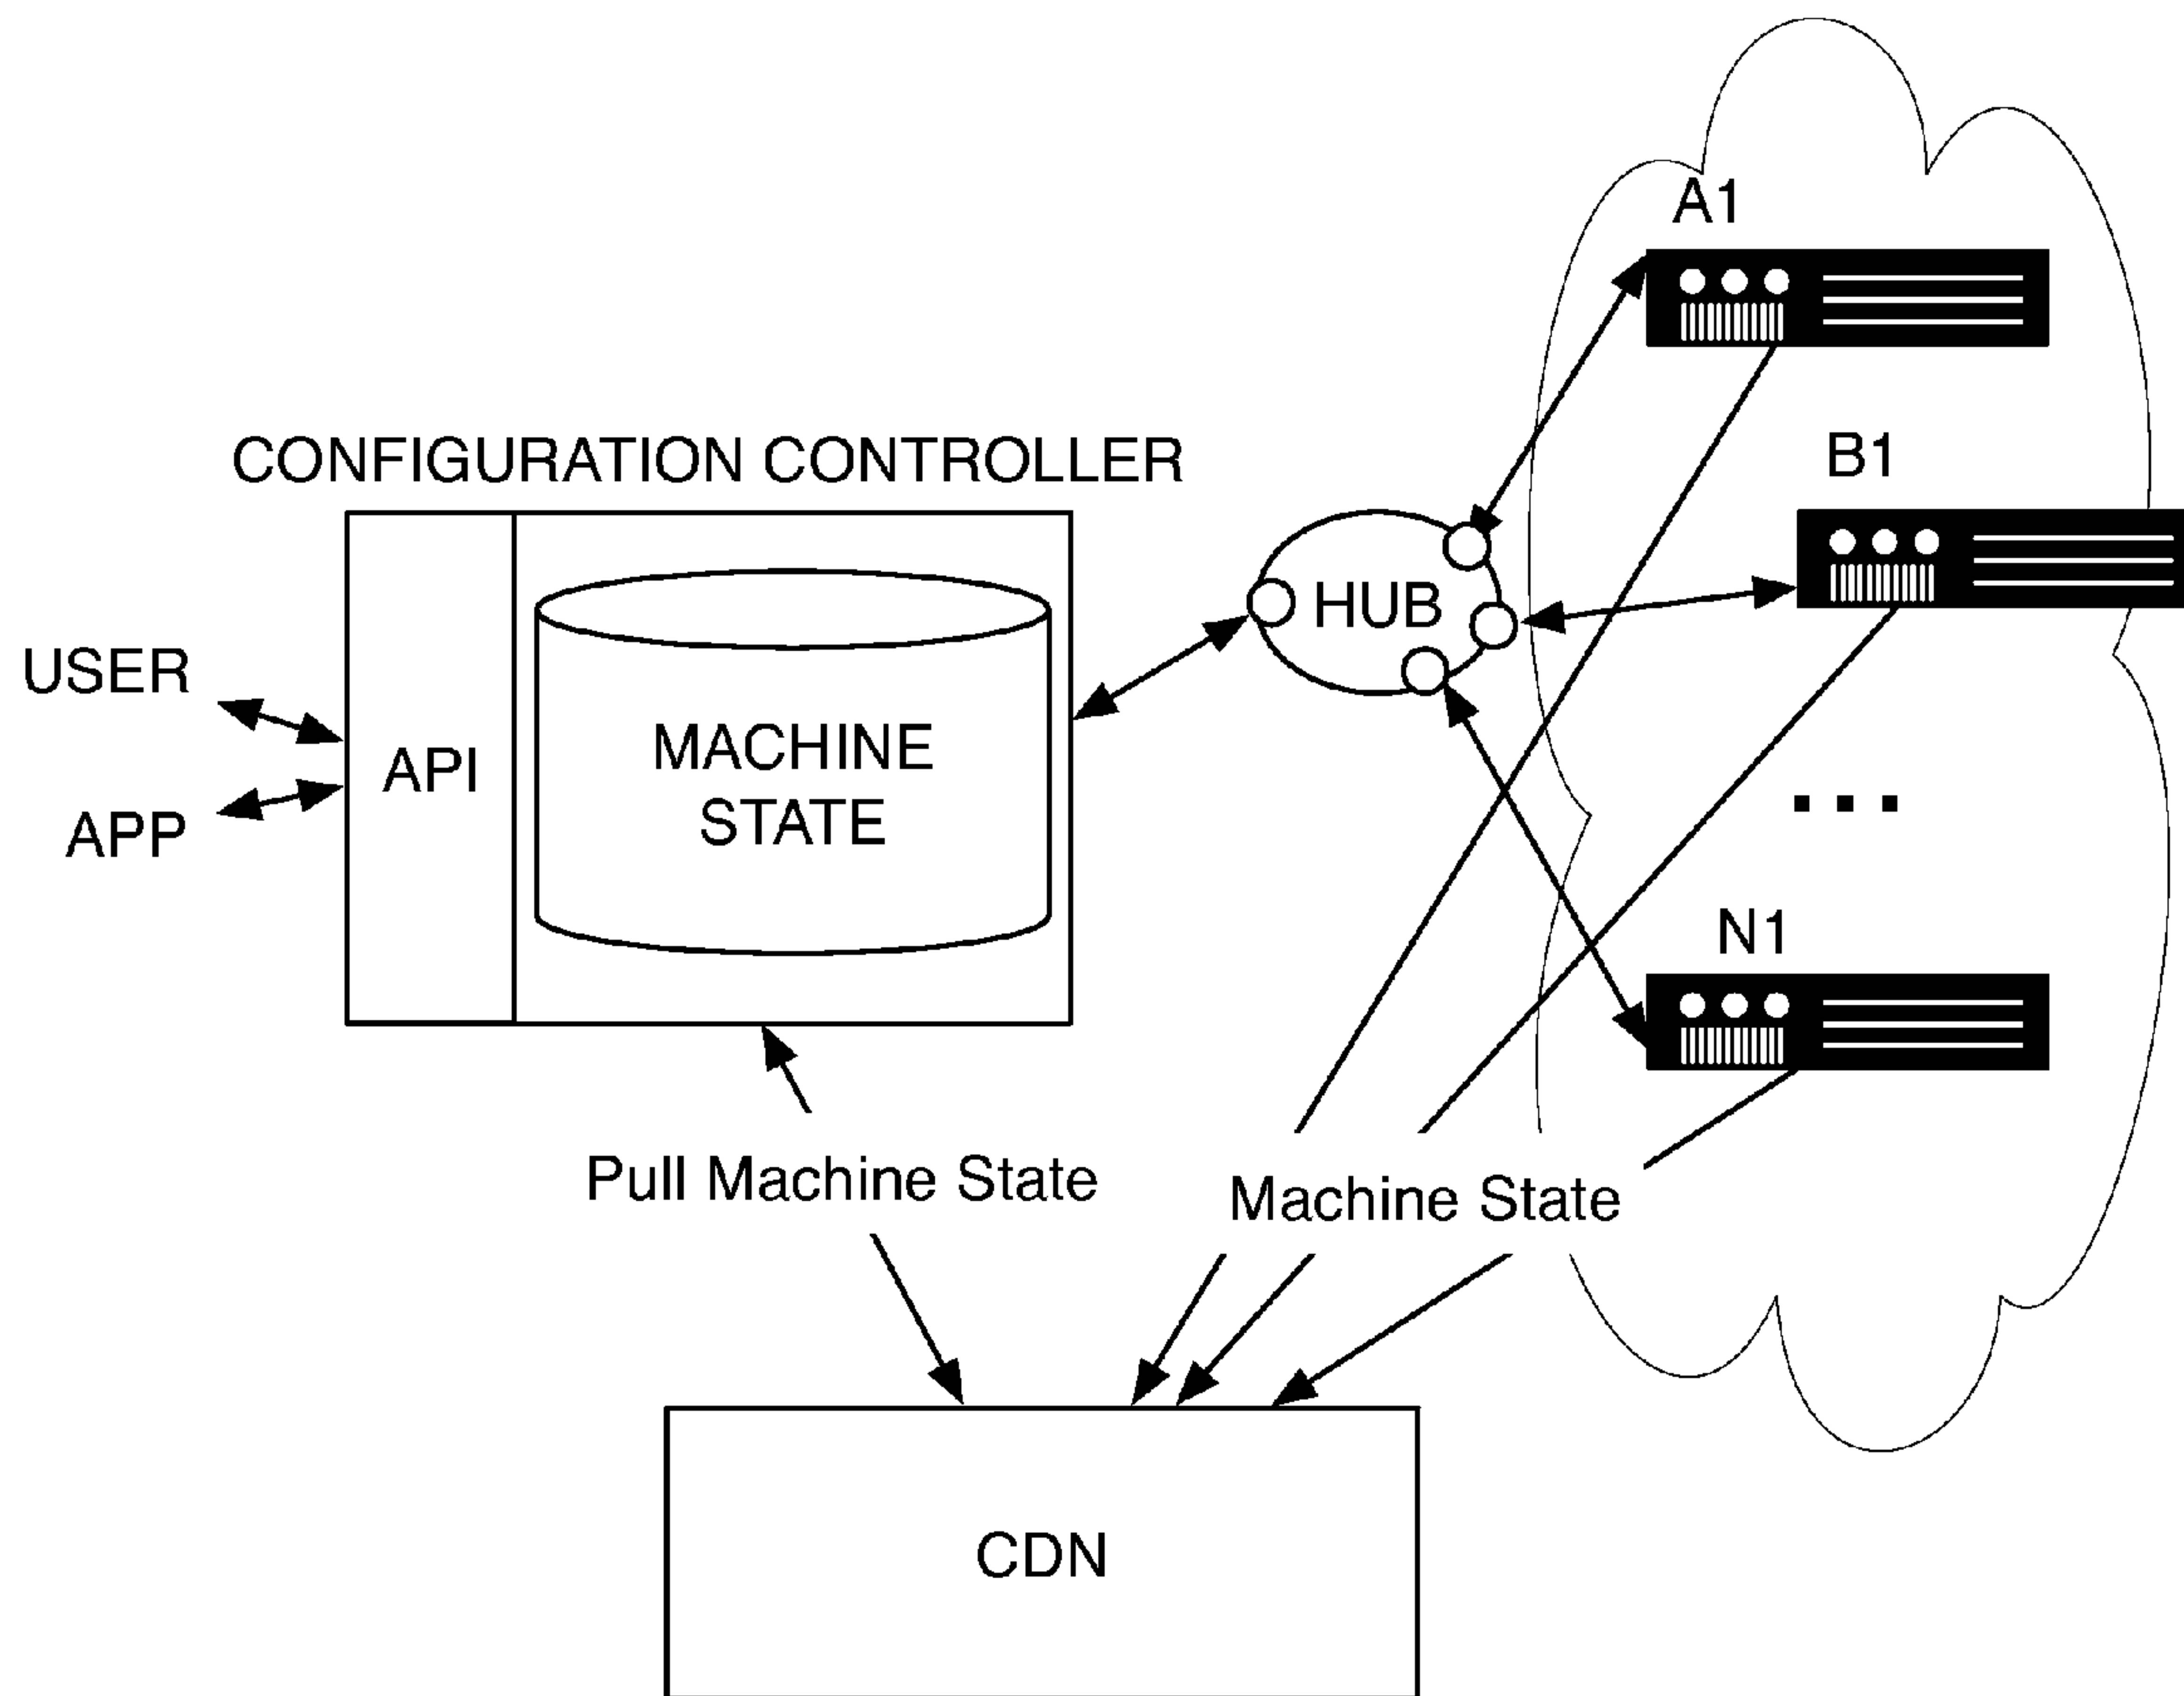 A1
B1
CONFIGURATION CONTROLLER
HUB
USER
API
APP
MACHINE
STATE
...
N1
Pull Machine State
Machine State
CDN